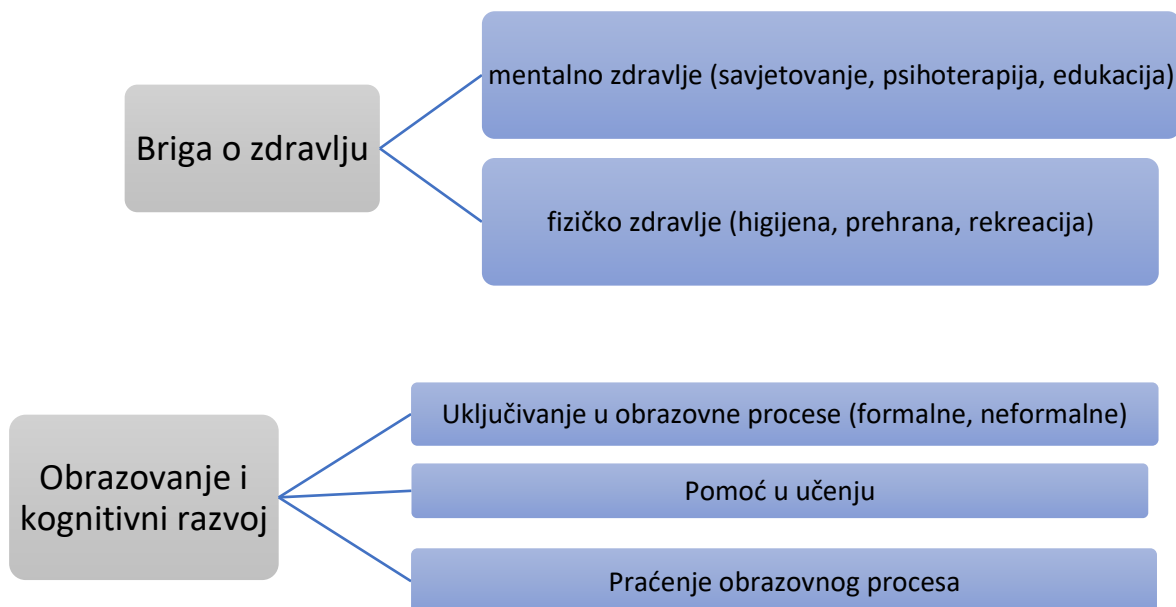 Briga o zdravlju
mentalno zdravlje (savjetovanje, psihoterapija, edukacija)
fizičko zdravlje (higijena, prehrana, rekreacija)
Obrazovanje i
kognitivni razvoj
Uključivanje u obrazovne procese (formalne, neformalne)
Pomoć u učenju
Praćenje obrazovnog procesa